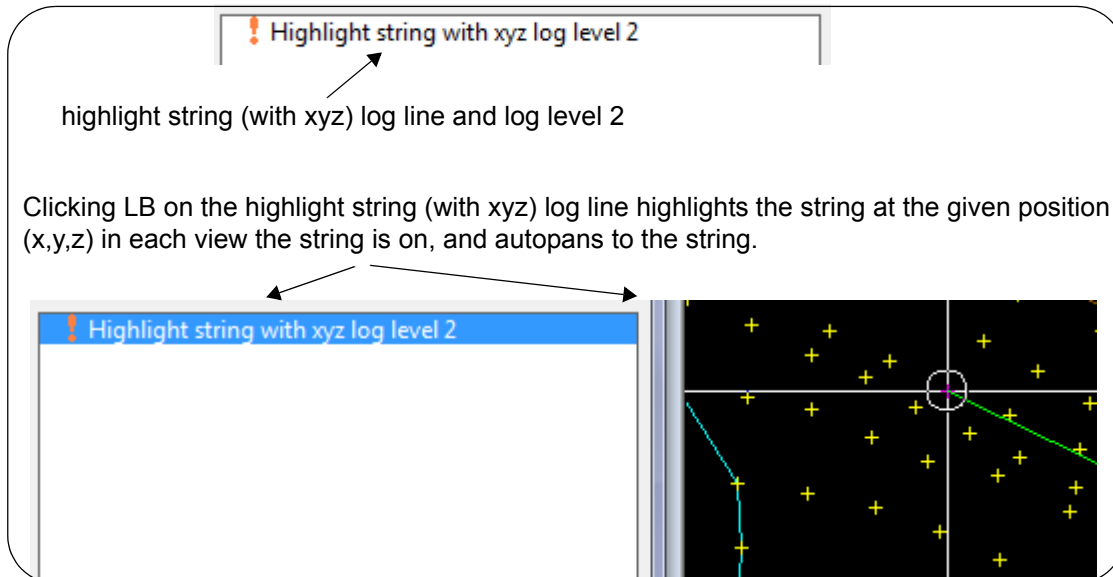 Highlight string with xyz log level 2
highlight string (with xyz) log line and log level 2
Clicking LB on the highlight string (with xyz) log line highlights the string at the given position
(x,y,z) in each view the string is on, and autopans to the string.
Highlight string with xyz log level 2